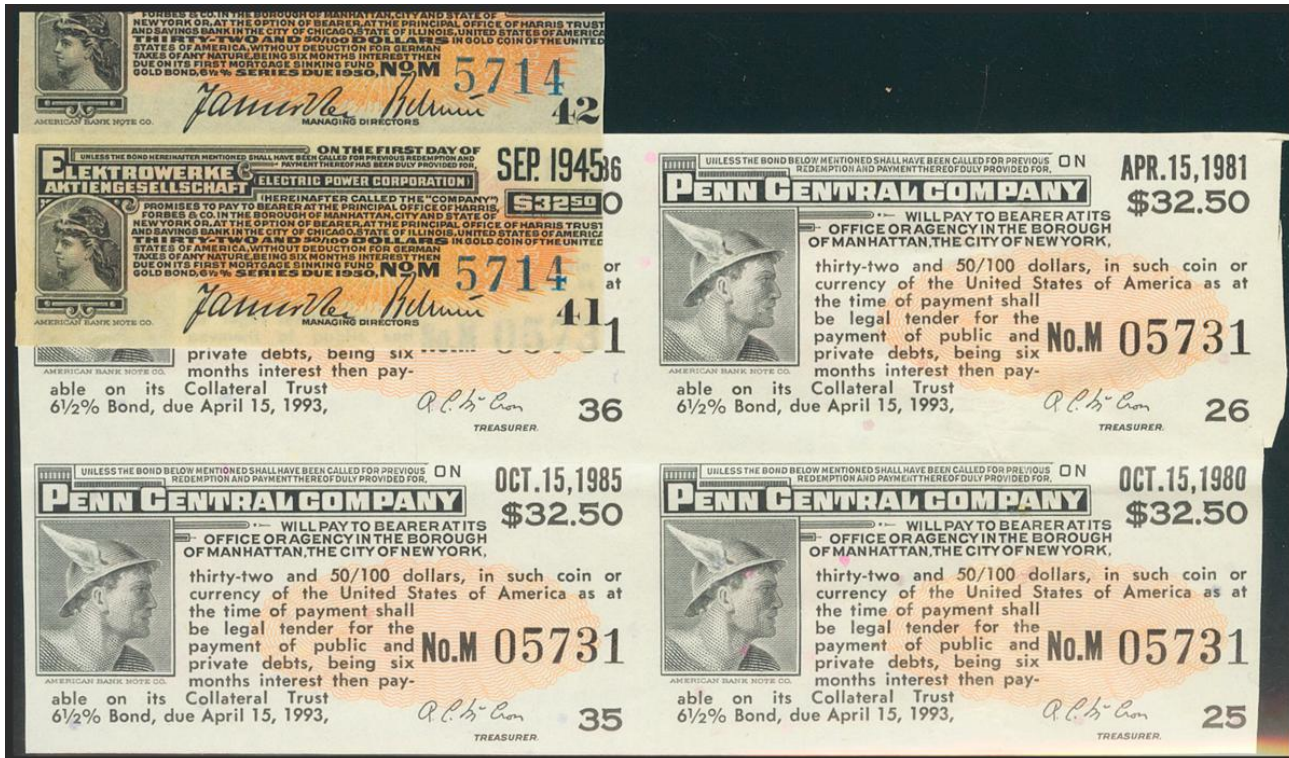 FORBES & CO. IN THE BOROUGH OF MANHATTAN, CITY AND STATE OF
NEW YORK OR, AT THE OPTION OF BEARER, AT THE PRINCIPAL OFFICE OF HARRIS TRUST
AND SAVINGS BANK IN THE CITY OF CHICAGO, STATE OF ILLINOIS, UNITED STATES OF AMERICA
THIRTY-TWO AND 50/100 DOLLARS IN GOLD COIN OF THE UNITED
STATES OF AMERICA, WITHOUT DEDUCTION FOR GERMAN
TAXES OF ANY NATURE, BEING SIX MONTHS INTEREST THEN
DUE ON ITS FIRST MORTGAGE SINKING FUND
GOLD BOND, 6½% SERIES DUE 1950, No M 5714
42
AMERICAN BANK NOTE CO.
MANAGING DIRECTORS
ON THE FIRST DAY OF
UNLESS THE BOND HEREINAFTER MENTIONED SHALL HAVE BEEN CALLED FOR PREVIOUS REDEMPTION AND
PAYMENT THEREOF HAS BEEN DULY PROVIDED FOR,
SEP. 1945
ELEKTROWERKE
AKTIENGESELLSCHAFT
(ELECTRIC POWER CORPORATION)
(HEREINAFTER CALLED THE "COMPANY")
$3250
PROMISES TO PAY TO BEARER AT THE PRINCIPAL OFFICE OF HARRIS,
FORBES & CO. IN THE BOROUGH OF MANHATTAN, CITY AND STATE OF
NEW YORK OR, AT THE OPTION OF BEARER, AT THE PRINCIPAL OFFICE OF HARRIS TRUST
AND SAVINGS BANK IN THE CITY OF CHICAGO, STATE OF ILLINOIS, UNITED STATES OF AMERICA
THIRTY-TWO AND 50/100 DOLLARS IN GOLD COIN OF THE UNITED
STATES OF AMERICA, WITHOUT DEDUCTION FOR GERMAN
TAXES OF ANY NATURE, BEING SIX MONTHS INTEREST THEN
DUE ON ITS FIRST MORTGAGE SINKING FUND
GOLD BOND, 6½% SERIES DUE 1950, No M 5714
41
AMERICAN BANK NOTE CO.
MANAGING DIRECTORS
86
0
or
at
1
private debts, being six
months interest then pay-
AMERICAN BANK NOTE CO.
able on its Collateral Trust
6½% Bond, due April 15, 1993,
36
TREASURER.
UNLESS THE BOND BELOW MENTIONED SHALL HAVE BEEN CALLED FOR PREVIOUS
REDEMPTION AND PAYMENT THEREOF DULY PROVIDED FOR,
ON
APR. 15, 1981
PENN CENTRAL COMPANY
$32.50
WILL PAY TO BEARER AT ITS
OFFICE OR AGENCY IN THE BOROUGH
OF MANHATTAN, THE CITY OF NEW YORK,
thirty-two and 50/100 dollars, in such coin or
currency of the United States of America as at
the time of payment shall
be legal tender for the
payment of public and
private debts, being six
No. M 05731
months interest then pay-
AMERICAN BANK NOTE CO.
able on its Collateral Trust
6½% Bond, due April 15, 1993,
26
TREASURER.
UNLESS THE BOND BELOW MENTIONED SHALL HAVE BEEN CALLED FOR PREVIOUS
REDEMPTION AND PAYMENT THEREOF DULY PROVIDED FOR,
ON
OCT. 15, 1985
PENN CENTRAL COMPANY
$32.50
WILL PAY TO BEARER AT ITS
OFFICE OR AGENCY IN THE BOROUGH
OF MANHATTAN, THE CITY OF NEW YORK,
thirty-two and 50/100 dollars, in such coin or
currency of the United States of America as at
the time of payment shall
be legal tender for the
payment of public and
private debts, being six
No. M 05731
months interest then pay-
AMERICAN BANK NOTE CO.
able on its Collateral Trust
6½% Bond, due April 15, 1993,
35
TREASURER.
UNLESS THE BOND BELOW MENTIONED SHALL HAVE BEEN CALLED FOR PREVIOUS
REDEMPTION AND PAYMENT THEREOF DULY PROVIDED FOR,
ON
OCT. 15, 1980
PENN CENTRAL COMPANY
$32.50
WILL PAY TO BEARER AT ITS
OFFICE OR AGENCY IN THE BOROUGH
OF MANHATTAN, THE CITY OF NEW YORK,
thirty-two and 50/100 dollars, in such coin or
currency of the United States of America as at
the time of payment shall
be legal tender for the
payment of public and
private debts, being six
No. M 05731
months interest then pay-
AMERICAN BANK NOTE CO.
able on its Collateral Trust
6½% Bond, due April 15, 1993,
25
TREASURER.